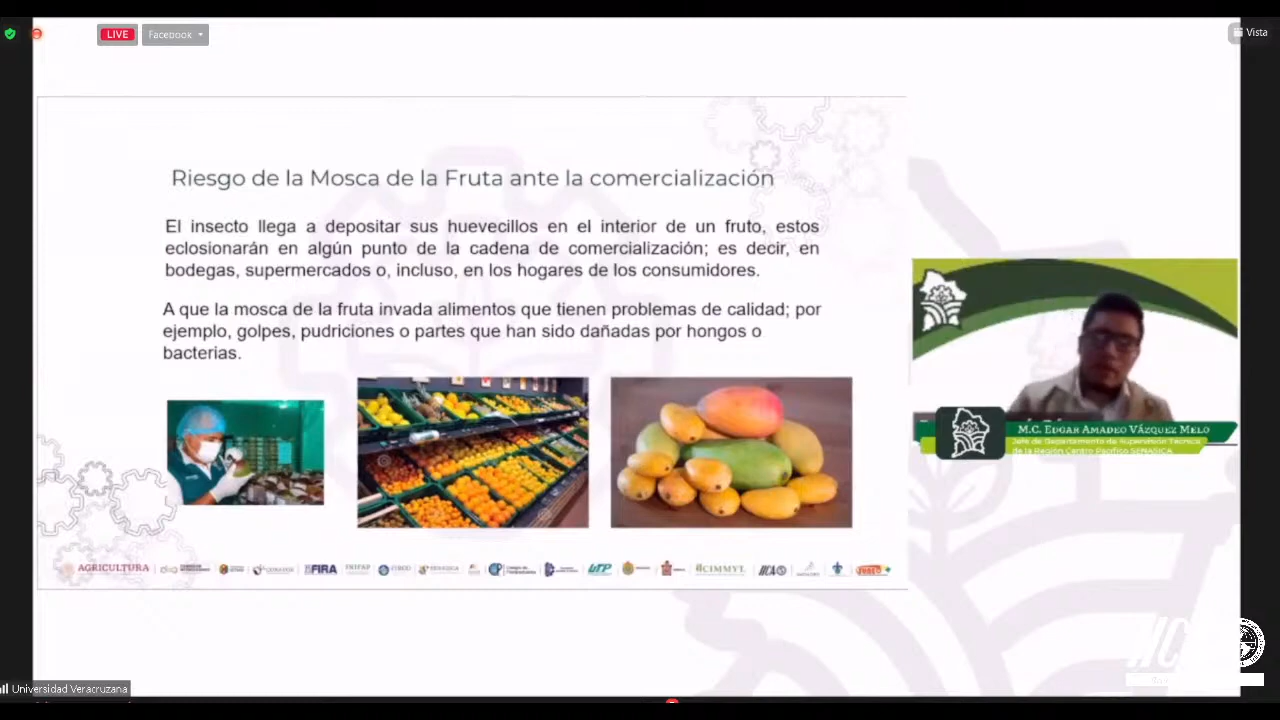 LIVE
Facebook
Vista
Riesgo de la Mosca de la Fruta ante la comercialización
El insecto llega a depositar sus huevecillos en el interior de un fruto, estos
eclosionarán en algún punto de la cadena de comercialización; es decir, en
bodegas, supermercados o, incluso, en los hogares de los consumidores.
A que la mosca de la fruta invada alimentos que tienen problemas de calidad; por
ejemplo, golpes, pudriciones o partes que han sido dañadas por hongos o
bacterias.
M.C. Edgar Amadeo Vázquez Melo
Jefe de Departamento de Supervisión Técnica
de la Región Centro Pacífico SENASICA
AGRICULTURA
FIRA
INIFAP
UTP
CIMMYT
IICA
Universidad Veracruzana